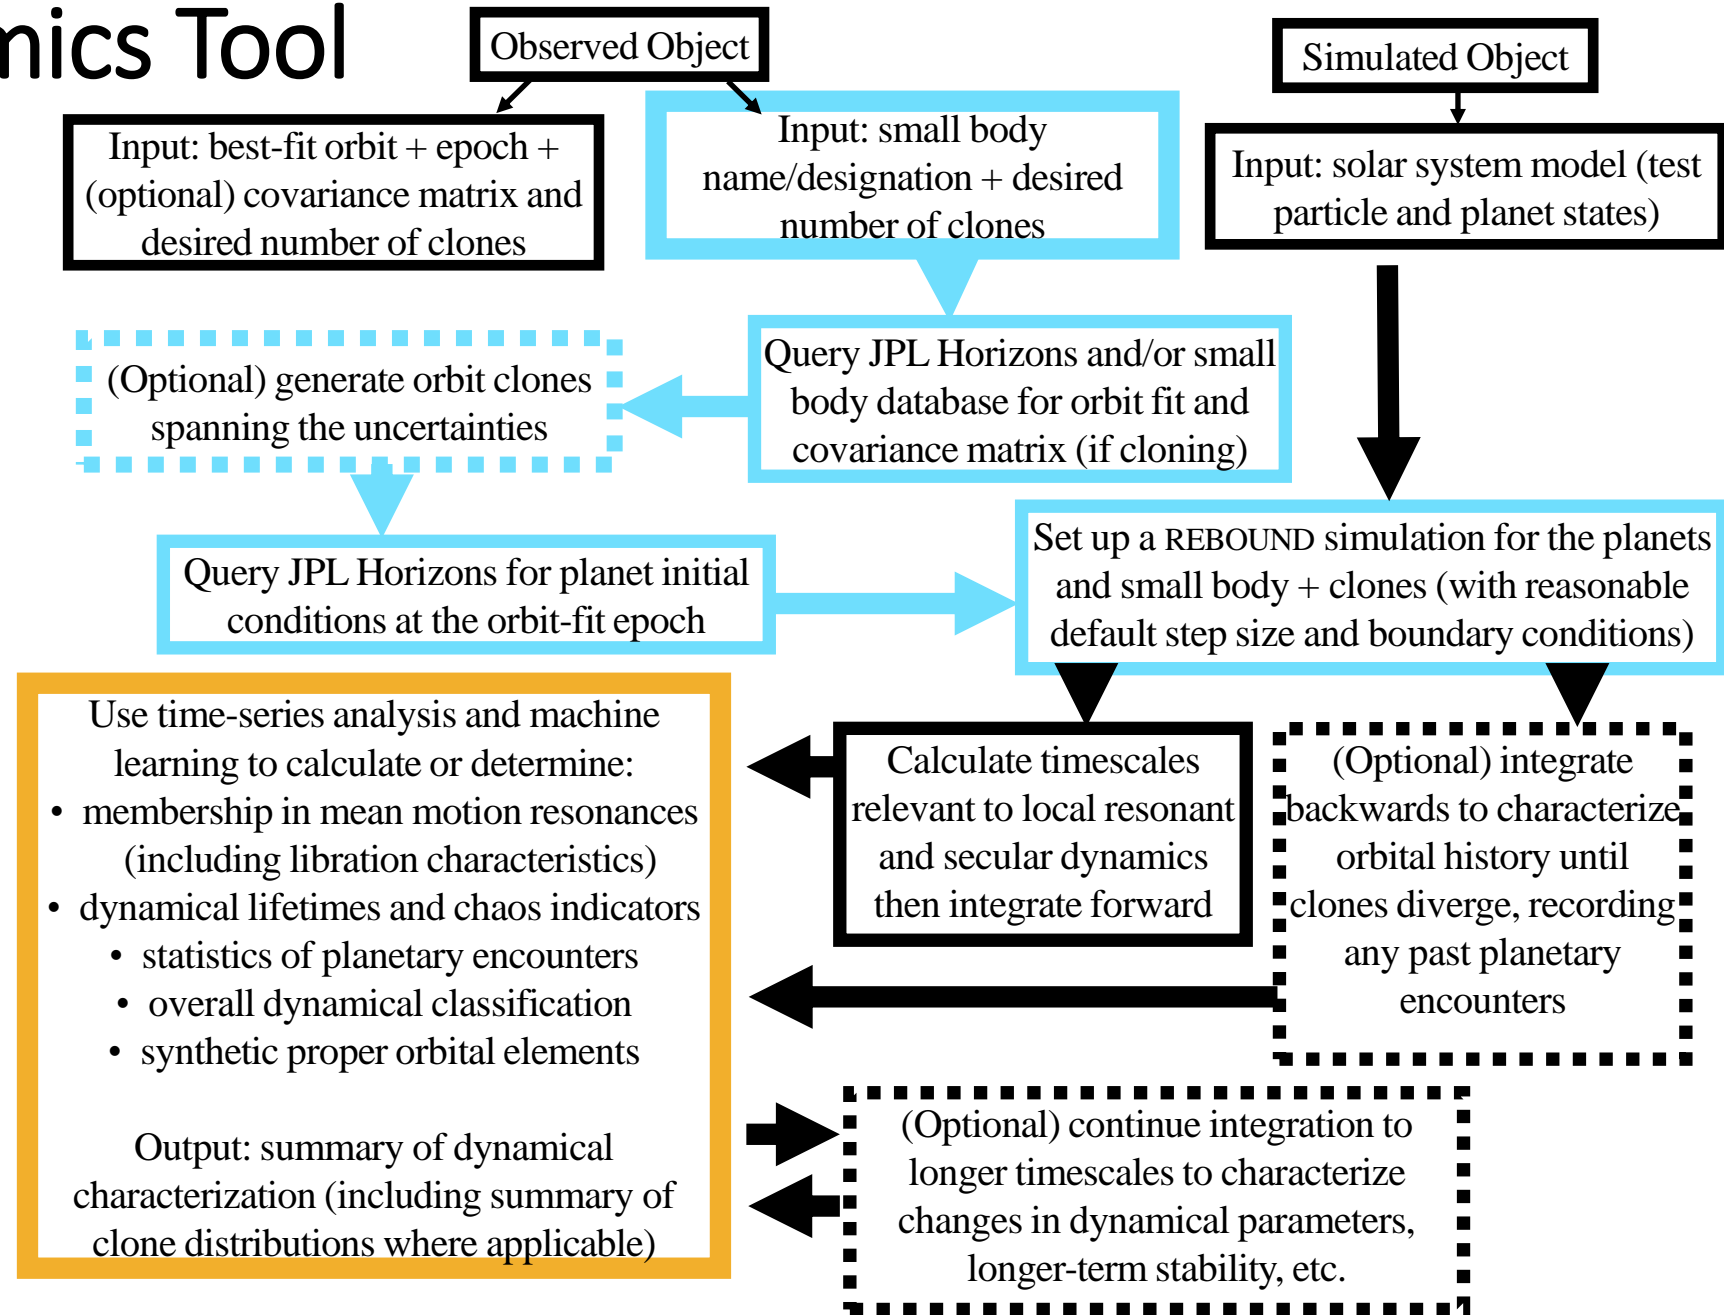 mics Tool
Observed Object
Simulated Object
Input: best-fit orbit + epoch +
(optional) covariance matrix and
desired number of clones
Input: small body
name/designation + desired
number of clones
Input: solar system model (test
particle and planet states)
(Optional) generate orbit clones
spanning the uncertainties
Query JPL Horizons and/or small
body database for orbit fit and
covariance matrix (if cloning)
Query JPL Horizons for planet initial
conditions at the orbit-fit epoch
Set up a REBOUND simulation for the planets
and small body + clones (with reasonable
default step size and boundary conditions)
Use time-series analysis and machine
learning to calculate or determine:
• membership in mean motion resonances
(including libration characteristics)
• dynamical lifetimes and chaos indicators
• statistics of planetary encounters
• overall dynamical classification
• synthetic proper orbital elements
Output: summary of dynamical
characterization (including summary of
clone distributions where applicable)
Calculate timescales
relevant to local resonant
and secular dynamics
then integrate forward
(Optional) integrate
backwards to characterize
orbital history until
clones diverge, recording
any past planetary
encounters
(Optional) continue integration to
longer timescales to characterize
changes in dynamical parameters,
longer-term stability, etc.